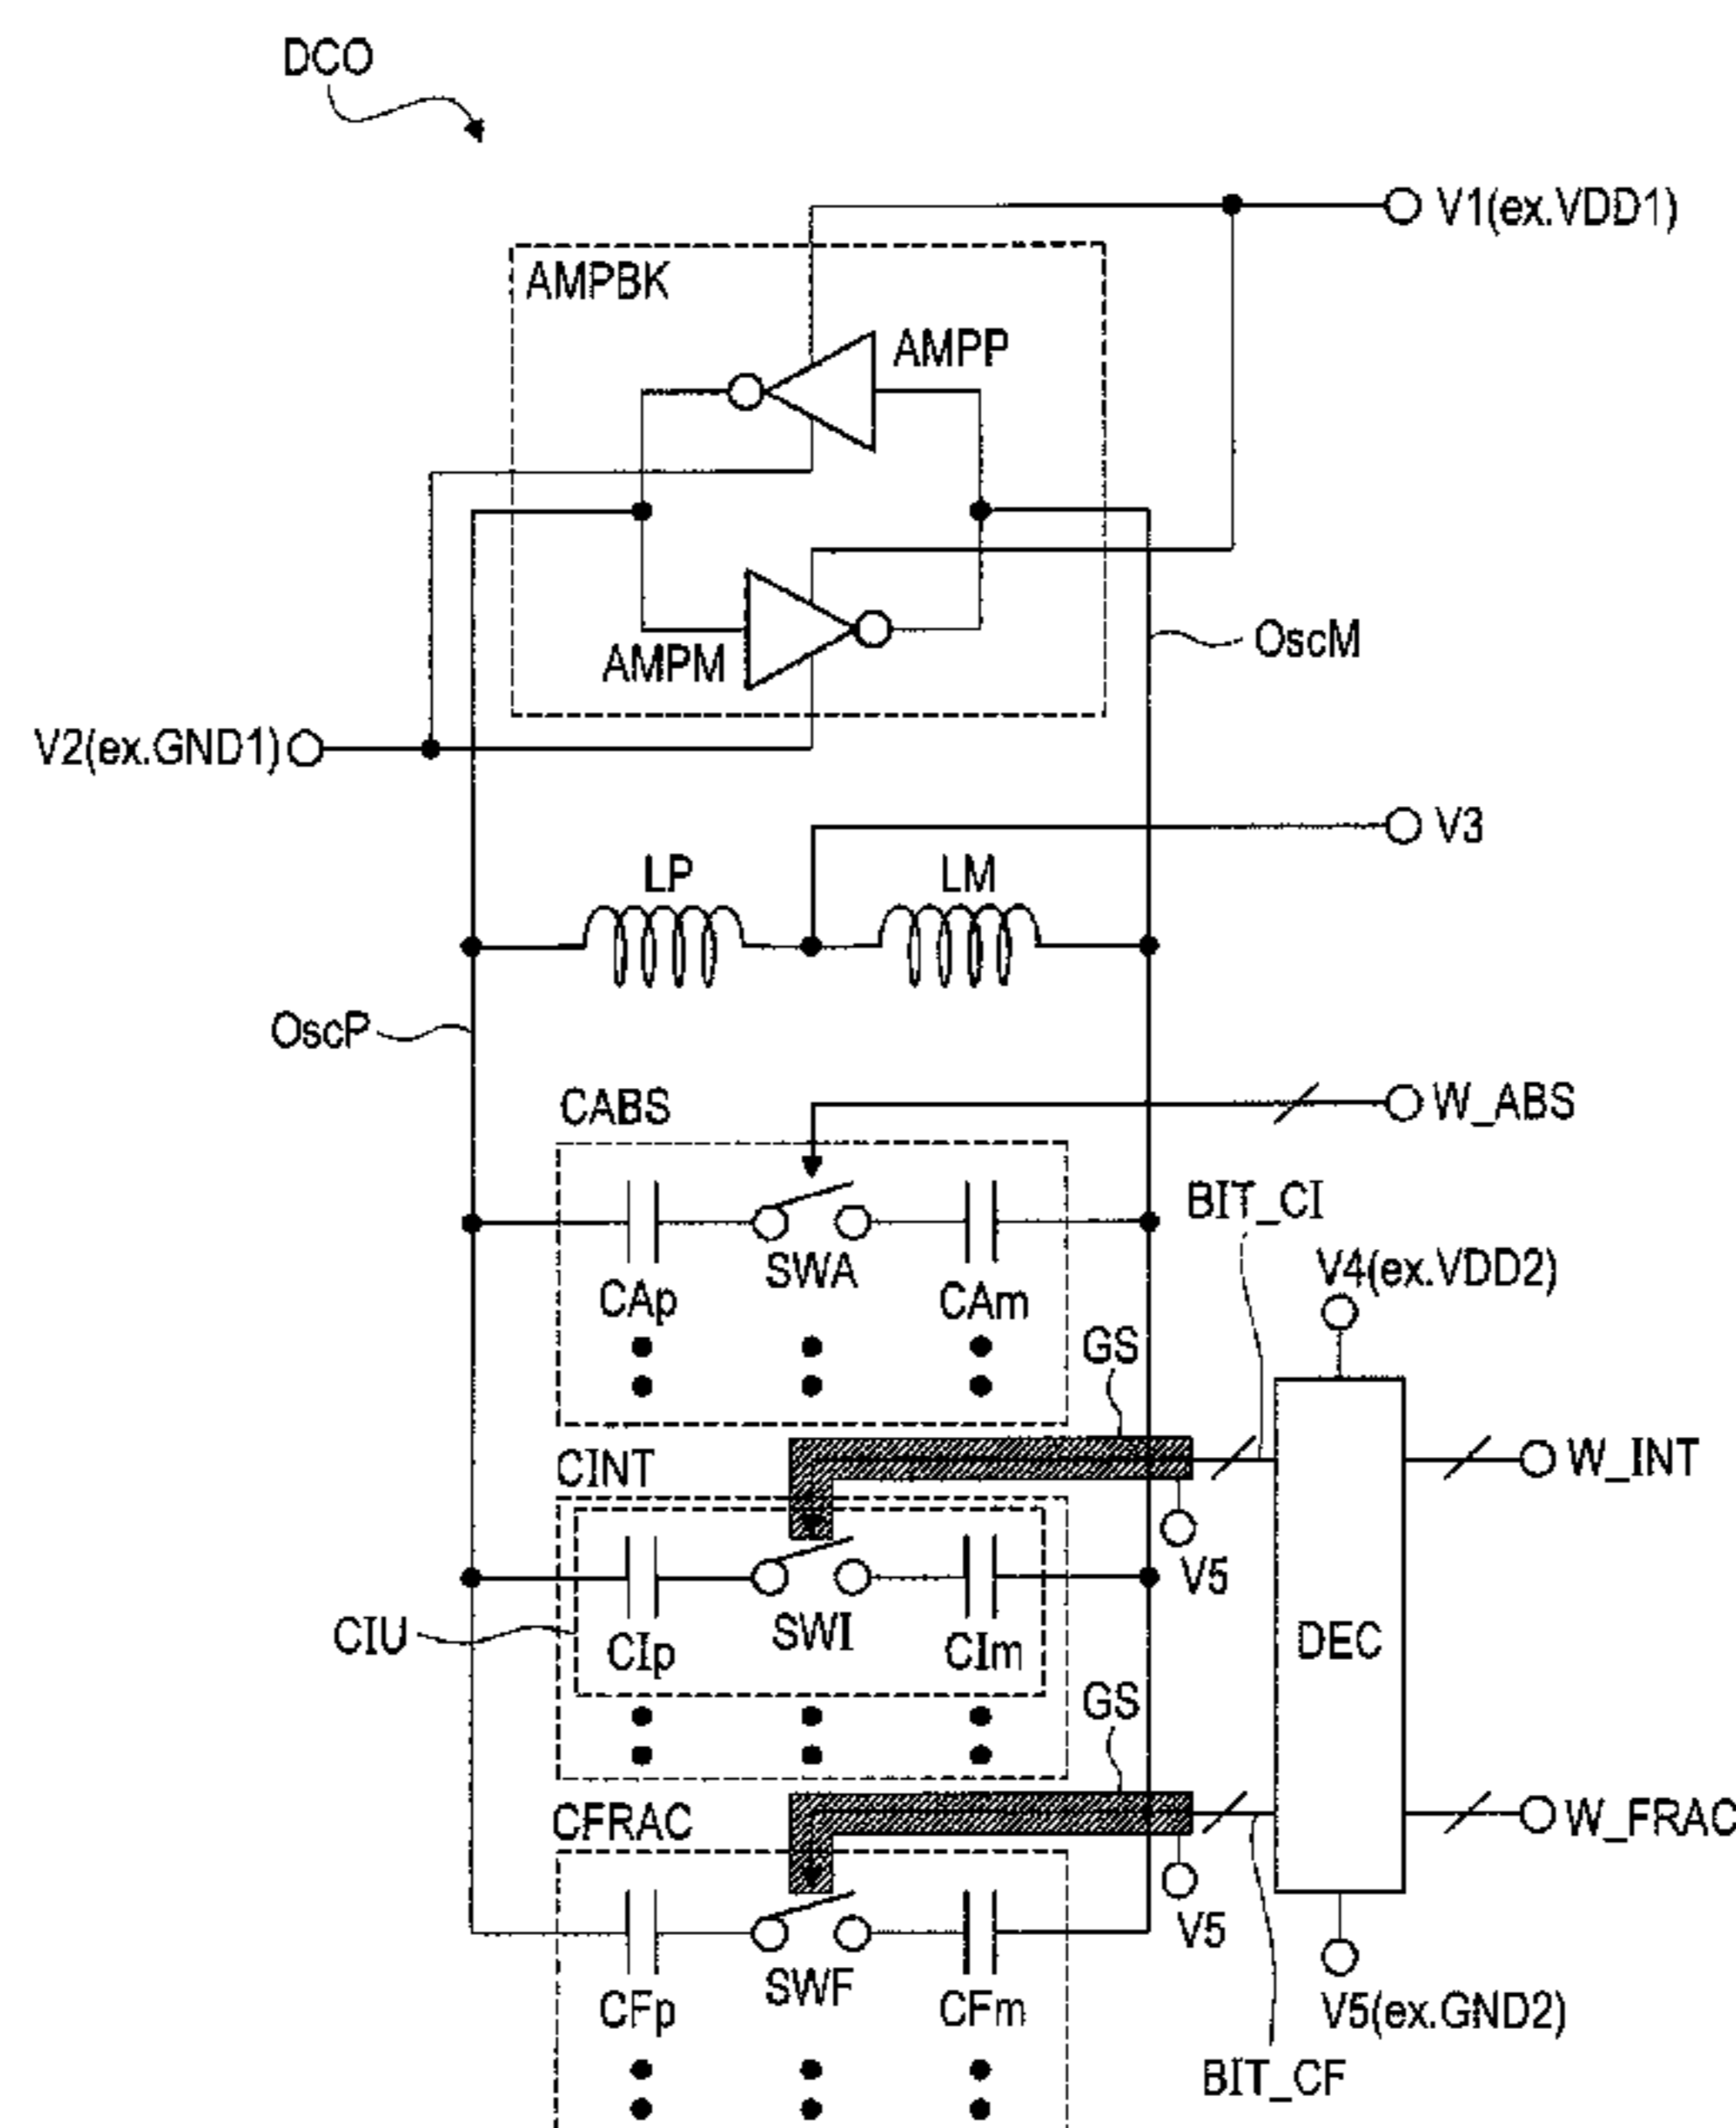 DCO
V1(ex.VDD1)
AMPBK
AMPP
AMPM
OscM
V2(ex.GND1)
V3
LP
LM
OscP
CABS
W_ABS
BIT_CI
SWA
V4(ex.VDD2)
CAp
CAm
GS
CINT
W_INT
V5
CIU
CIp
SWI
CIm
DEC
GS
CFRAC
W_FRAC
V5
SWF
CFp
CFm
V5(ex.GND2)
BIT_CF